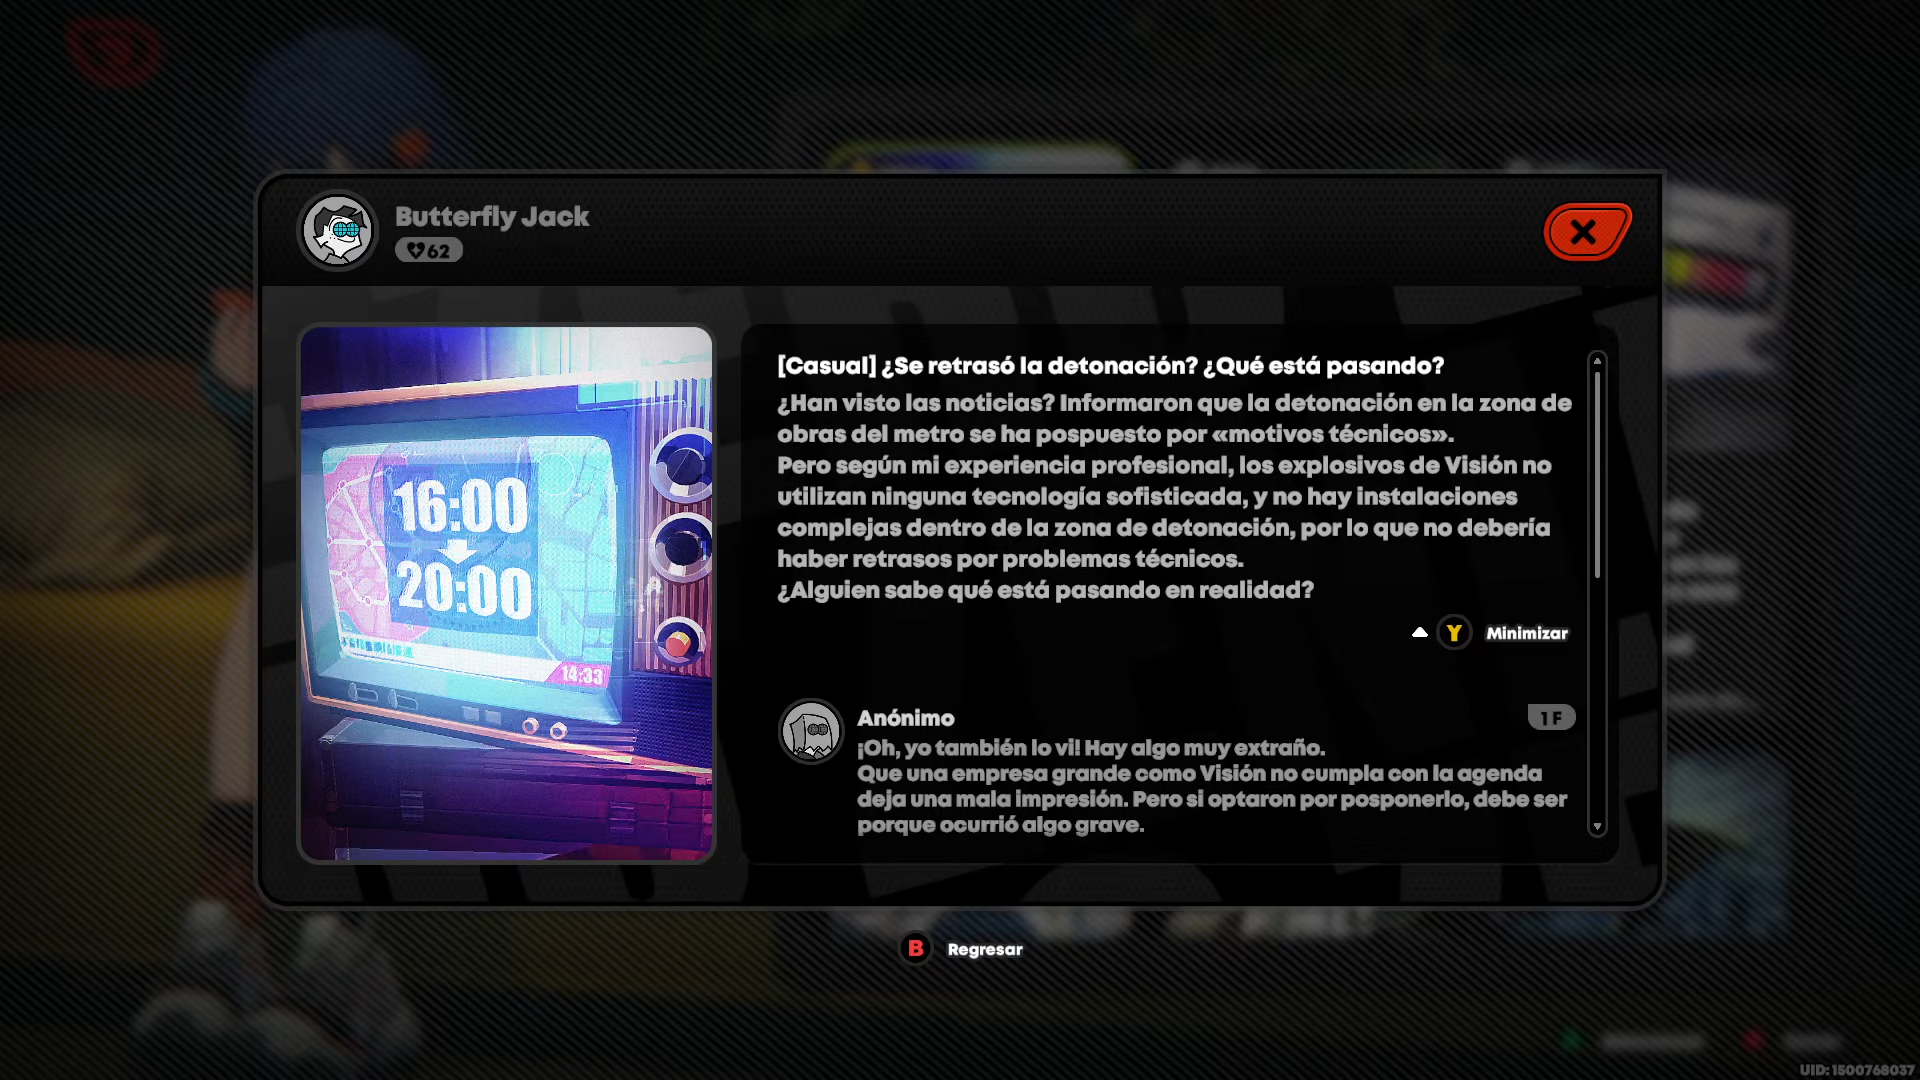 Butterfly Jack
62
16:00
20:00
14:33
[Casual] ¿Se retrasó la detonación? ¿Qué está pasando?
¿Han visto las noticias? Informaron que la detonación en la zona de
obras del metro se ha pospuesto por «motivos técnicos».
Pero según mi experiencia profesional, los explosivos de Visión no
utilizan ninguna tecnología sofisticada, y no hay instalaciones
complejas dentro de la zona de detonación, por lo que no debería
haber retrasos por problemas técnicos.
¿Alguien sabe qué está pasando en realidad?
Y Minimizar
Anónimo
1 F
¡Oh, yo también lo vi! Hay algo muy extraño.
Que una empresa grande como Visión no cumpla con la agenda
deja una mala impresión. Pero si optaron por posponerlo, debe ser
porque ocurrió algo grave.
B Regresar
UID: 1500768037